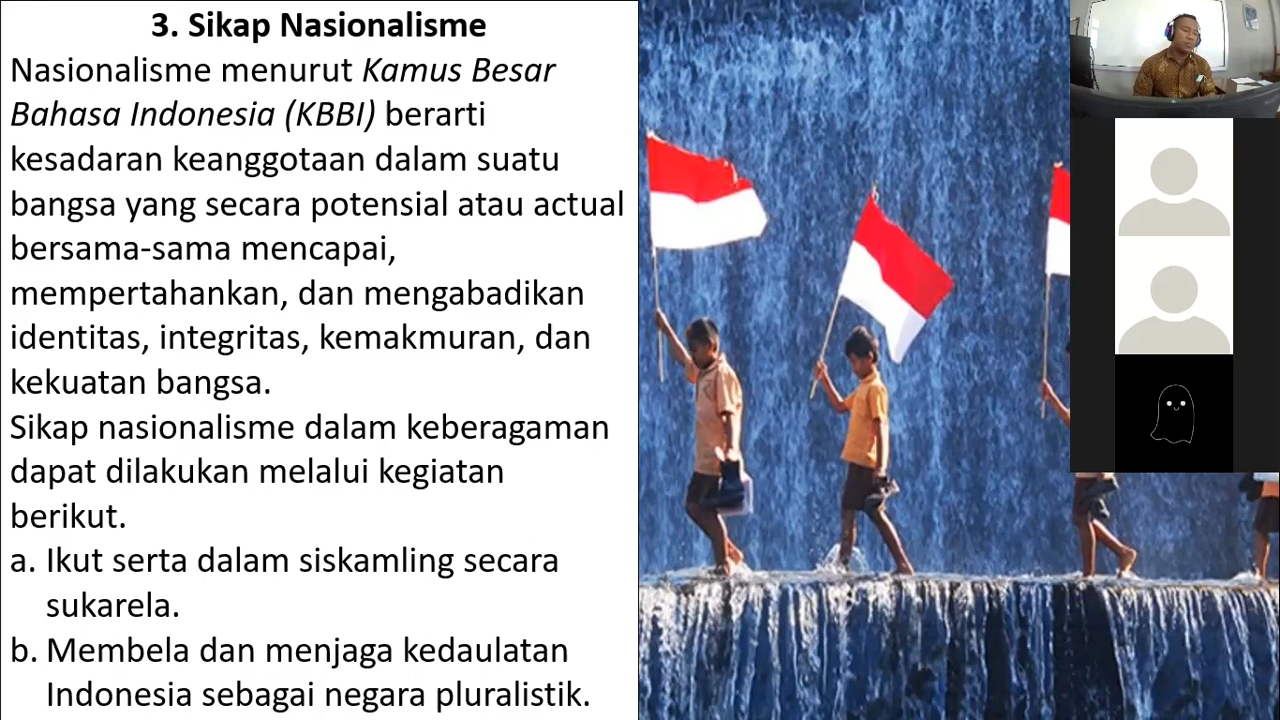 3. Sikap Nasionalisme
Nasionalisme menurut Kamus Besar
Bahasa Indonesia (KBBI) berarti
kesadaran keanggotaan dalam suatu
bangsa yang secara potensial atau actual
bersama-sama mencapai,
mempertahankan, dan mengabadikan
identitas, integritas, kemakmuran, dan
kekuatan bangsa.
Sikap nasionalisme dalam keberagaman
dapat dilakukan melalui kegiatan
berikut.
a. Ikut serta dalam siskamling secara
sukarela.
b. Membela dan menjaga kedaulatan
Indonesia sebagai negara pluralistik.